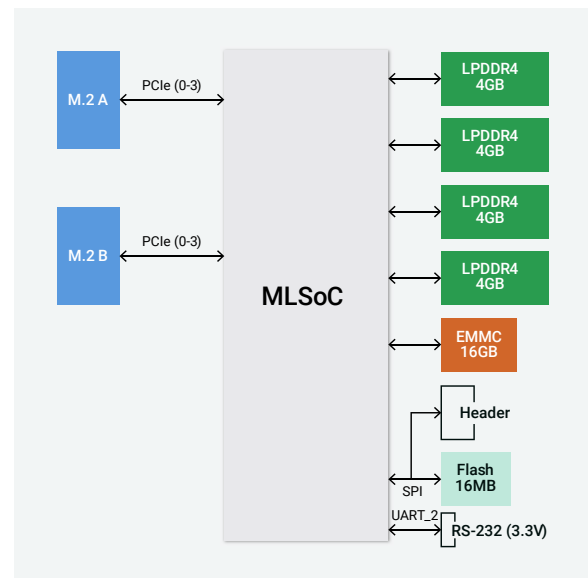 M.2 A
PCIe (0-3)
M.2 B
PCIe (0-3)
MLSoC
LPDDR4
4GB
LPDDR4
4GB
LPDDR4
4GB
LPDDR4
4GB
EMMC
16GB
Header
SPI
Flash
16MB
UART_2
RS-232 (3.3V)